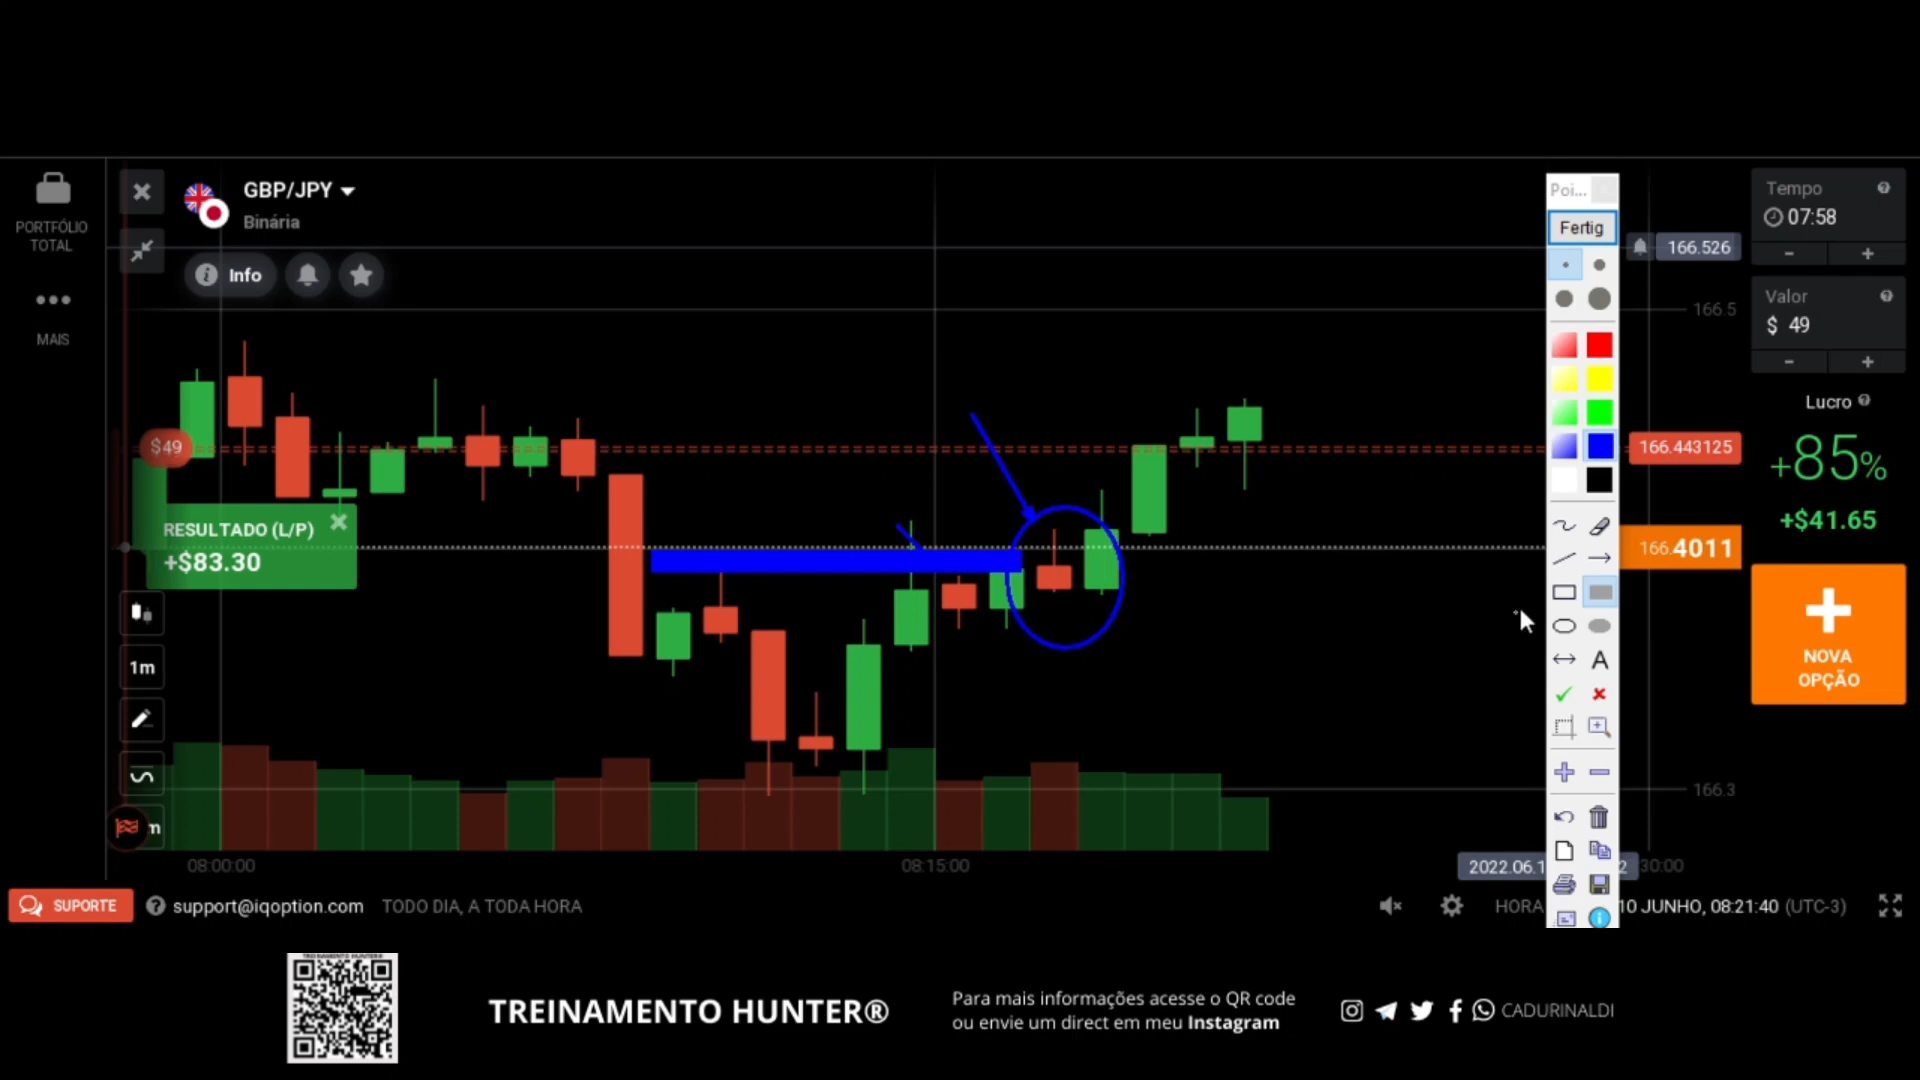 GBP/JPY
Binária
Info
PORTFÓLIO
TOTAL
MAIS
$49
RESULTADO (L/P)
+$83.30
1m
m
08:00:00
08:15:00
30:00
2022.06.1
2
166.526
166.5
166.443125
166.4011
166.3
Poi...
Fertig
A
Tempo
07:58
Valor
$ 49
Lucro
+85%
+$41.65
NOVA
OPÇÃO
SUPORTE
support@iqoption.com
TODO DIA, A TODA HORA
HORA
10 JUNHO, 08:21:40 (UTC-3)
TREINAMENTO HUNTER®
Para mais informações acesse o QR code
ou envie um direct em meu Instagram
CADURINALDI